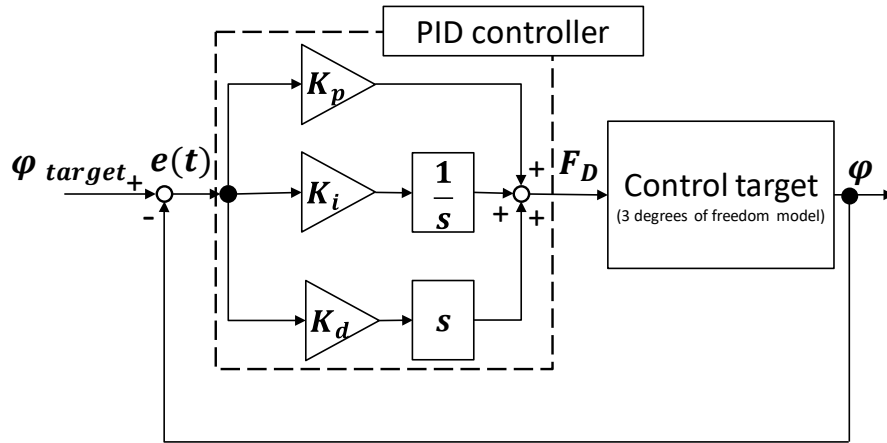 PID controller
K_p
φ target
+
-
e(t)
K_i
1
s
+
+
+
F_D
Control target
(3 degrees of freedom model)
φ
K_d
s